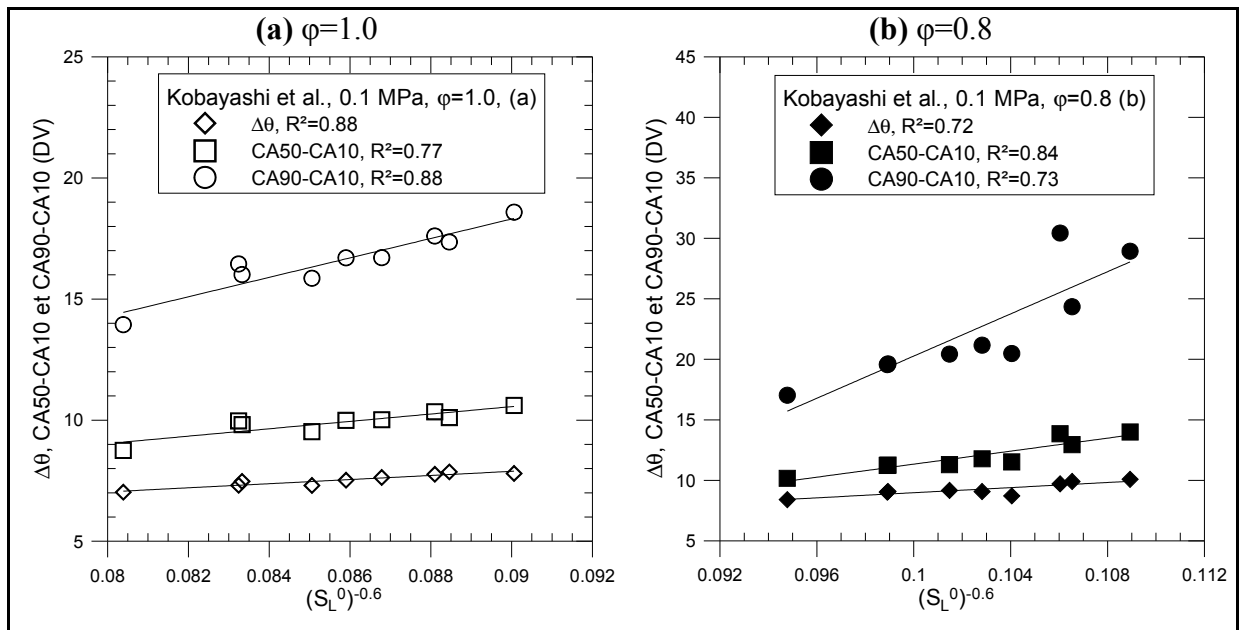 (a) φ=1.0
Δθ, CA50-CA10 et CA90-CA10 (DV)
25
20
15
10
5
Kobayashi et al., 0.1 MPa, φ=1.0, (a)
Δθ, R²=0.88
CA50-CA10, R²=0.77
CA90-CA10, R²=0.88
0.08 0.082 0.084 0.086 0.088 0.09 0.092
(S_L^0)^-0.6
(b) φ=0.8
Δθ, CA50-CA10 et CA90-CA10 (DV)
45
40
35
30
25
20
15
10
5
Kobayashi et al., 0.1 MPa, φ=0.8 (b)
Δθ, R²=0.72
CA50-CA10, R²=0.84
CA90-CA10, R²=0.73
0.092 0.096 0.1 0.104 0.108 0.112
(S_L^0)^-0.6